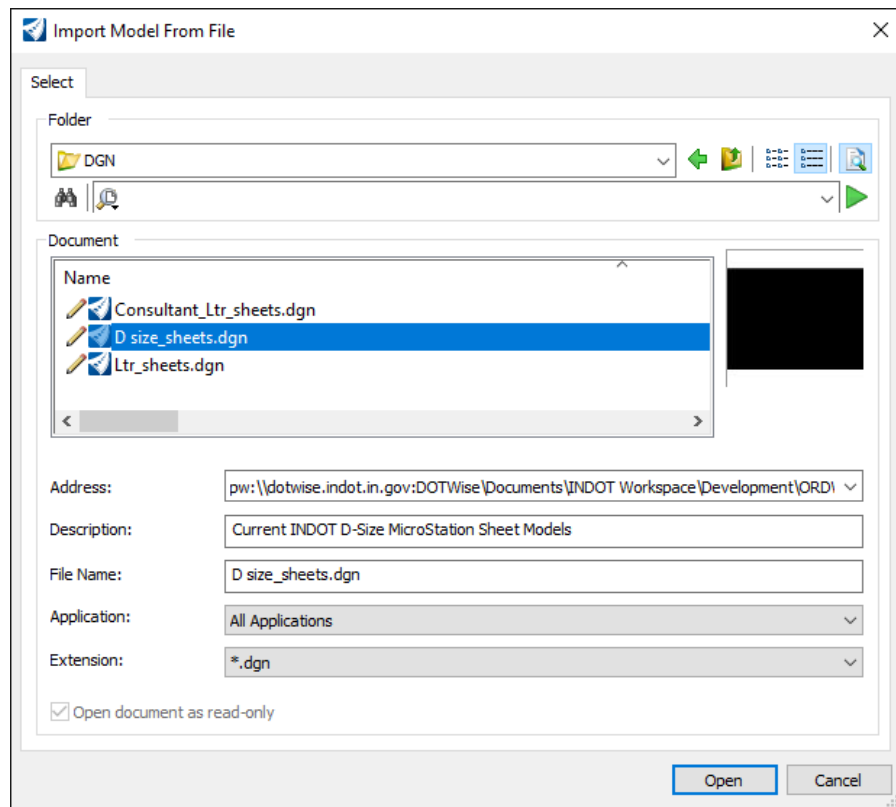 Import Model From File
Select
Folder
DGN
Document
Name
Consultant_Ltr_sheets.dgn
D size_sheets.dgn
Ltr_sheets.dgn
Address:
pw:\\dotwise.indot.in.gov:DOTWise\Documents\INDOT Workspace\Development\ORD\
Description:
Current INDOT D-Size MicroStation Sheet Models
File Name:
D size_sheets.dgn
Application:
All Applications
Extension:
*.dgn
Open document as read-only
Open Cancel